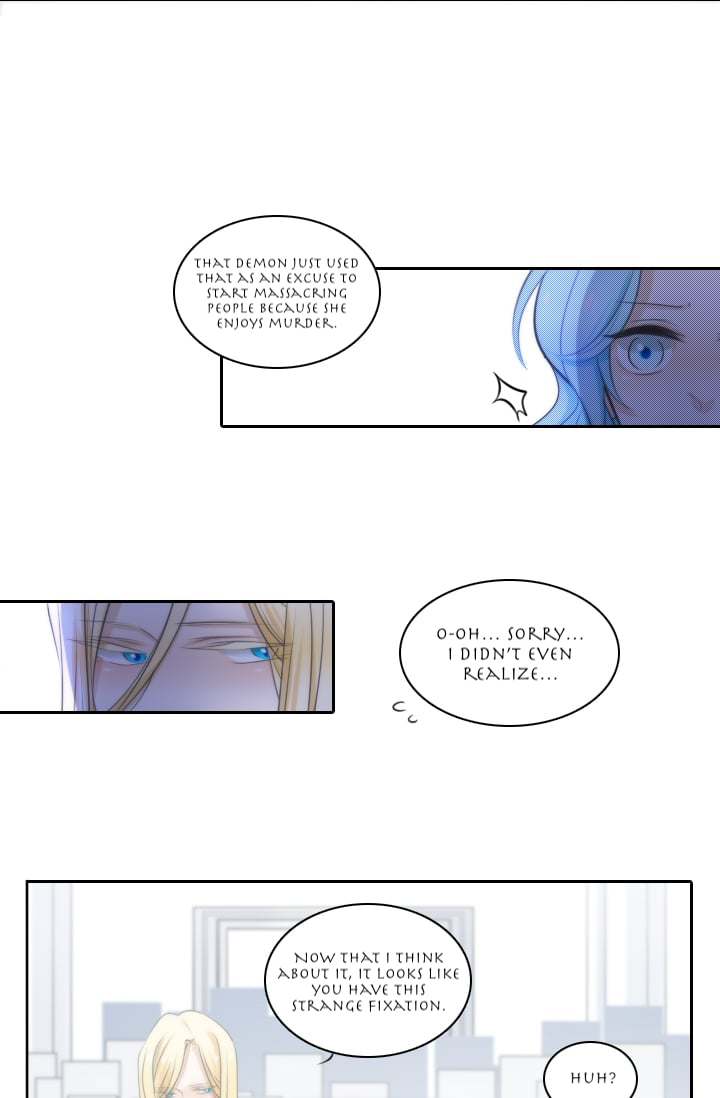 THAT DEMON JUST USED
THAT AS AN EXCUSE TO
START MASSACRING
PEOPLE BECAUSE SHE
ENJOYS MURDER.
O-OH... SORRY...
I DIDN'T EVEN
REALIZE...
NOW THAT I THINK
ABOUT IT, IT LOOKS LIKE
YOU HAVE THIS
STRANGE FIXATION.
HUH?